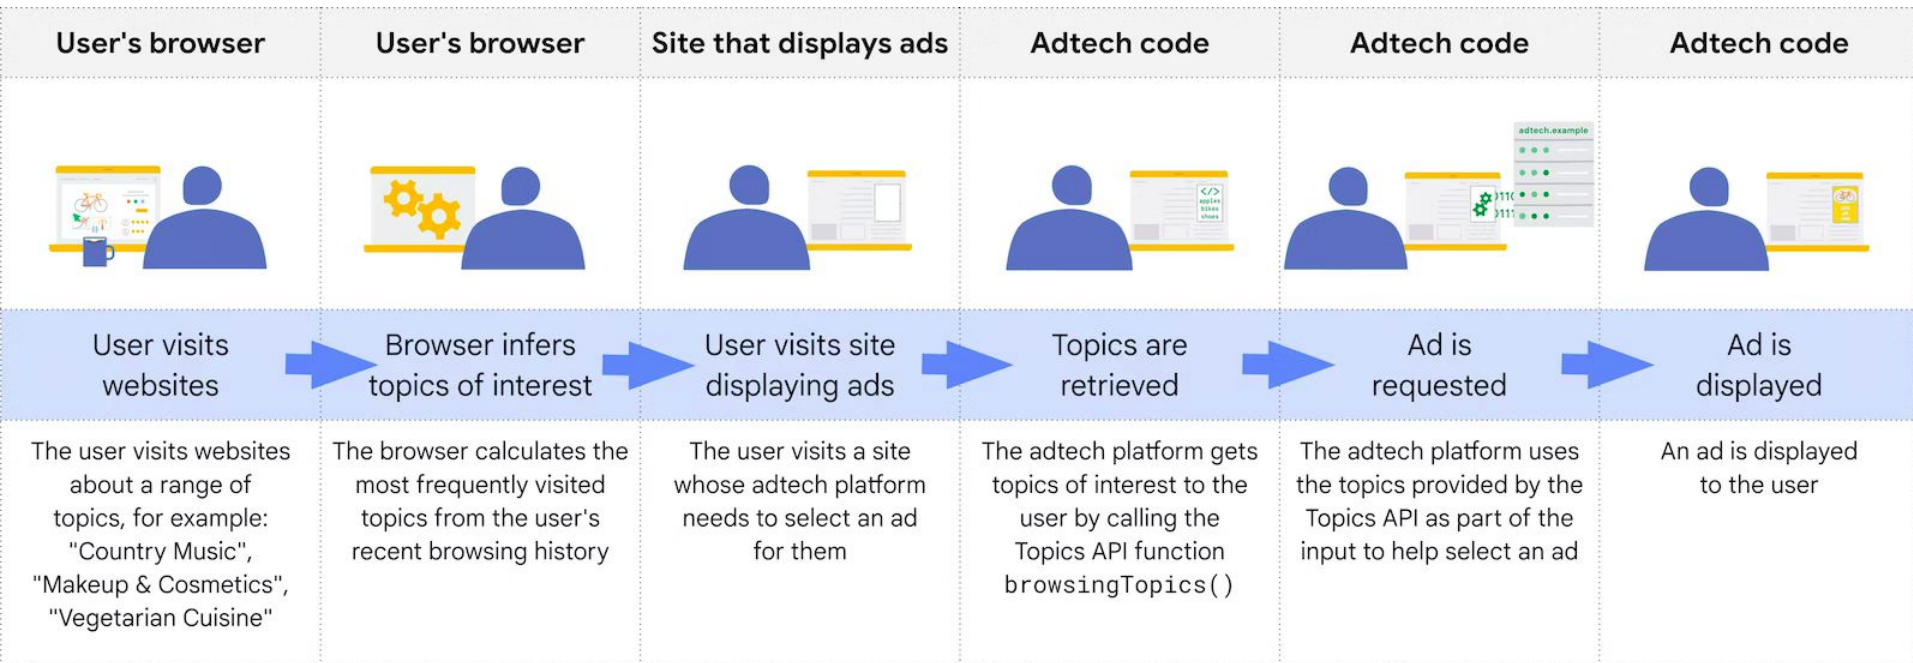 User's browser
User's browser
Site that displays ads
Adtech code
Adtech code
Adtech code
</>
apples
bikes
shoes
adtech.example
User visits
websites
Browser infers
topics of interest
User visits site
displaying ads
Topics are
retrieved
Ad is
requested
Ad is
displayed
The user visits websites
about a range of
topics, for example:
"Country Music",
"Makeup & Cosmetics",
"Vegetarian Cuisine"
The browser calculates the
most frequently visited
topics from the user's
recent browsing history
The user visits a site
whose adtech platform
needs to select an ad
for them
The adtech platform gets
topics of interest to the
user by calling the
Topics API function
browsingTopics()
The adtech platform uses
the topics provided by the
Topics API as part of the
input to help select an ad
An ad is displayed
to the user